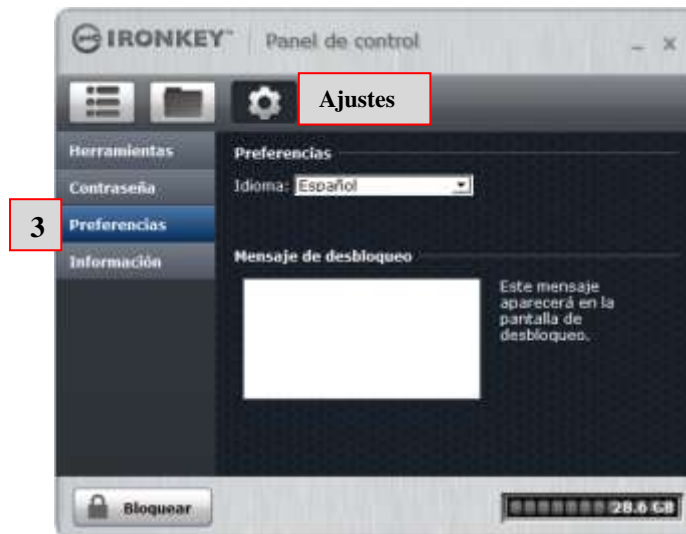 IRONKEY™ Panel de control
Ajustes
Herramientas
Contraseña
3
Preferencias
Información
Preferencias
Idioma: Español
Mensaje de desbloqueo
Este mensaje
aparecerá en la
pantalla de
desbloqueo.
Bloquear
28.6 GB